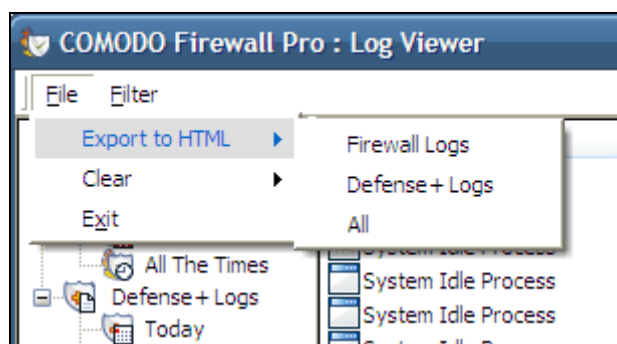 COMODO Firewall Pro : Log Viewer
File Filter
Export to HTML
Clear
Exit
Firewall Logs
Defense+ Logs
All
All The Times
Defense+ Logs
Today
System Idle Process
System Idle Process
System Idle Process